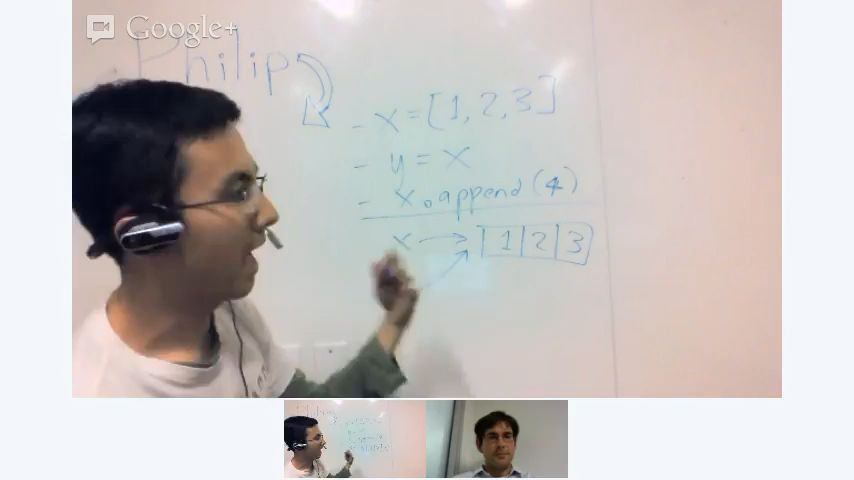 Google+
Philip
- x = [1, 2, 3]
- y = x
- x.append(4)
x → 1 2 3